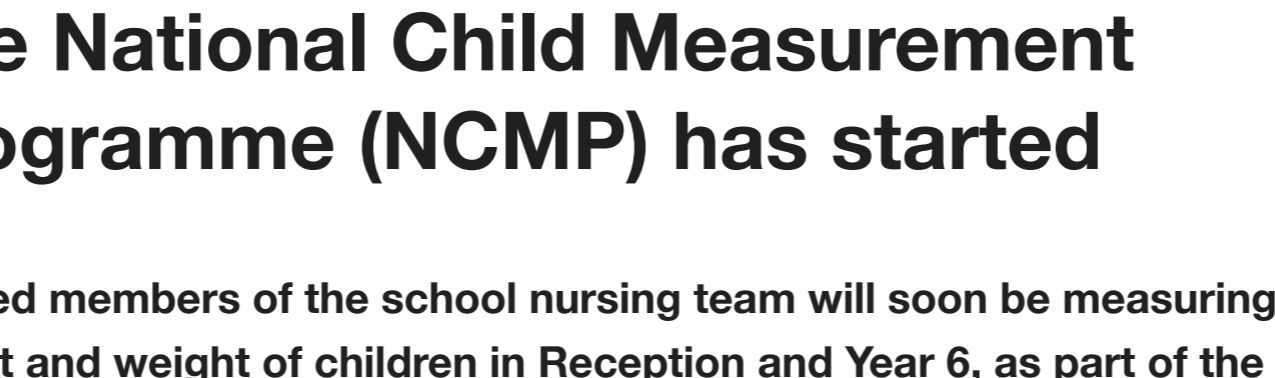 e National Child Measurement
ogramme (NCMP) has started
ed members of the school nursing team will soon be measuring
t and weight of children in Reception and Year 6, as part of the